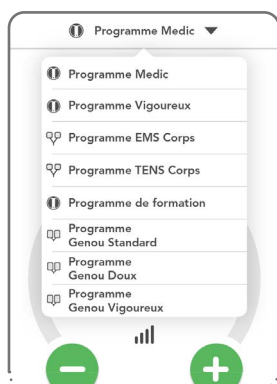 Programme Medic
Programme Medic
Programme Vigoureux
Programme EMS Corps
Programme TENS Corps
Programme de formation
Programme
Genou Standard
Programme
Genou Doux
Programme
Genou Vigoureux